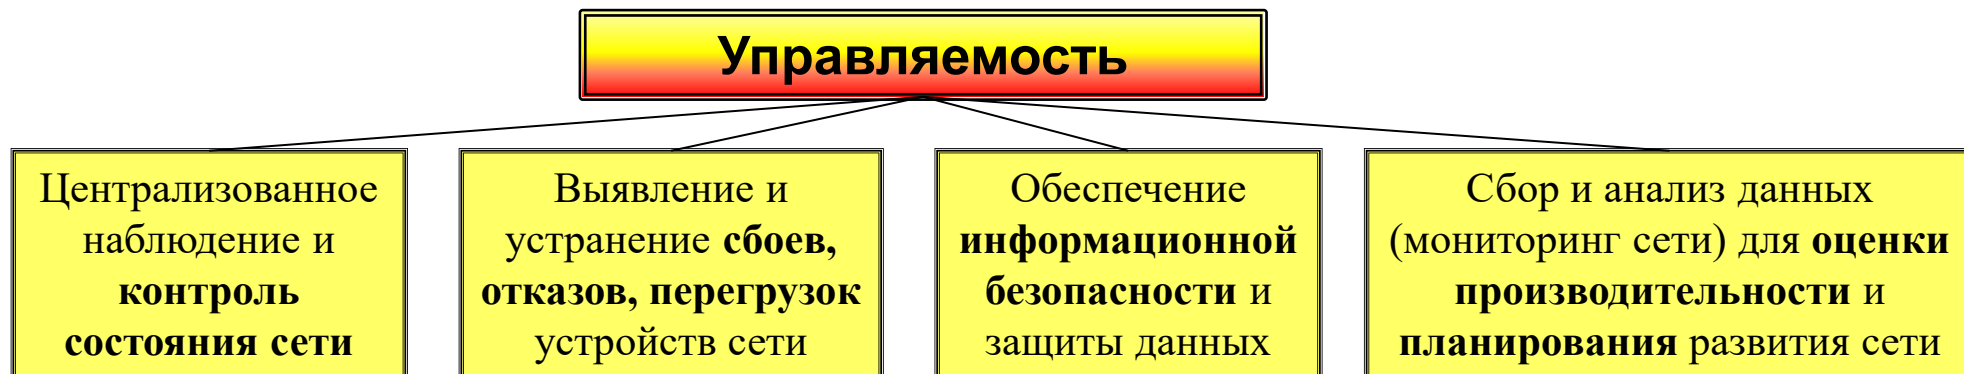 Управляемость
Централизованное
наблюдение и
контроль
состояния сети
Выявление и
устранение сбоев,
отказов, перегрузок
устройств сети
Обеспечение
информационной
безопасности и
защиты данных
Сбор и анализ данных
(мониторинг сети) для оценки
производительности и
планирования развития сети